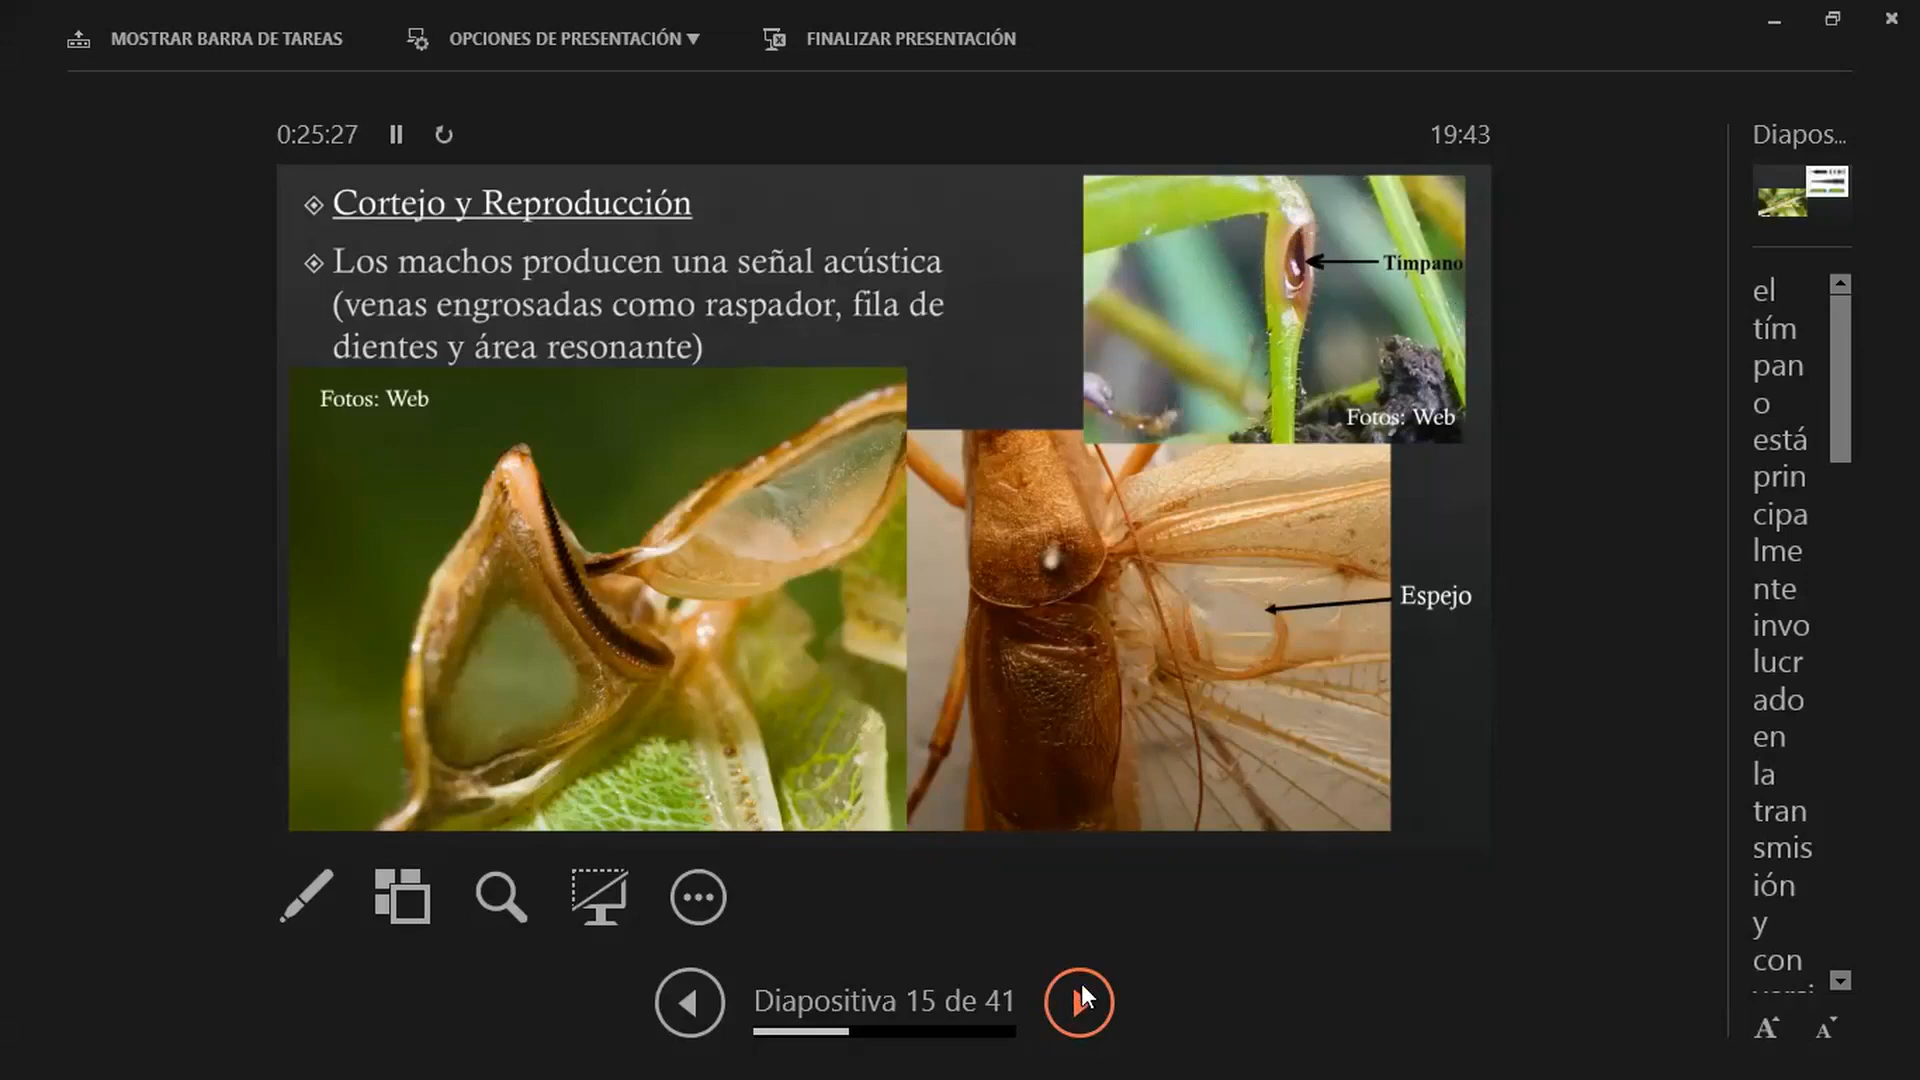 MOSTRAR BARRA DE TAREAS
OPCIONES DE PRESENTACIÓN
FINALIZAR PRESENTACIÓN
0:25:27
19:43
Cortejo y Reproducción
Los machos producen una señal acústica
(venas engrosadas como raspador, fila de
dientes y área resonante)
Fotos: Web
Tímpano
Fotos: Web
Espejo
Diapositiva 15 de 41
Diapos...
el
tím
pan
o
está
prin
cipa
lme
nte
invo
lucr
ado
en
la
tran
smis
ión
y
con
A
A